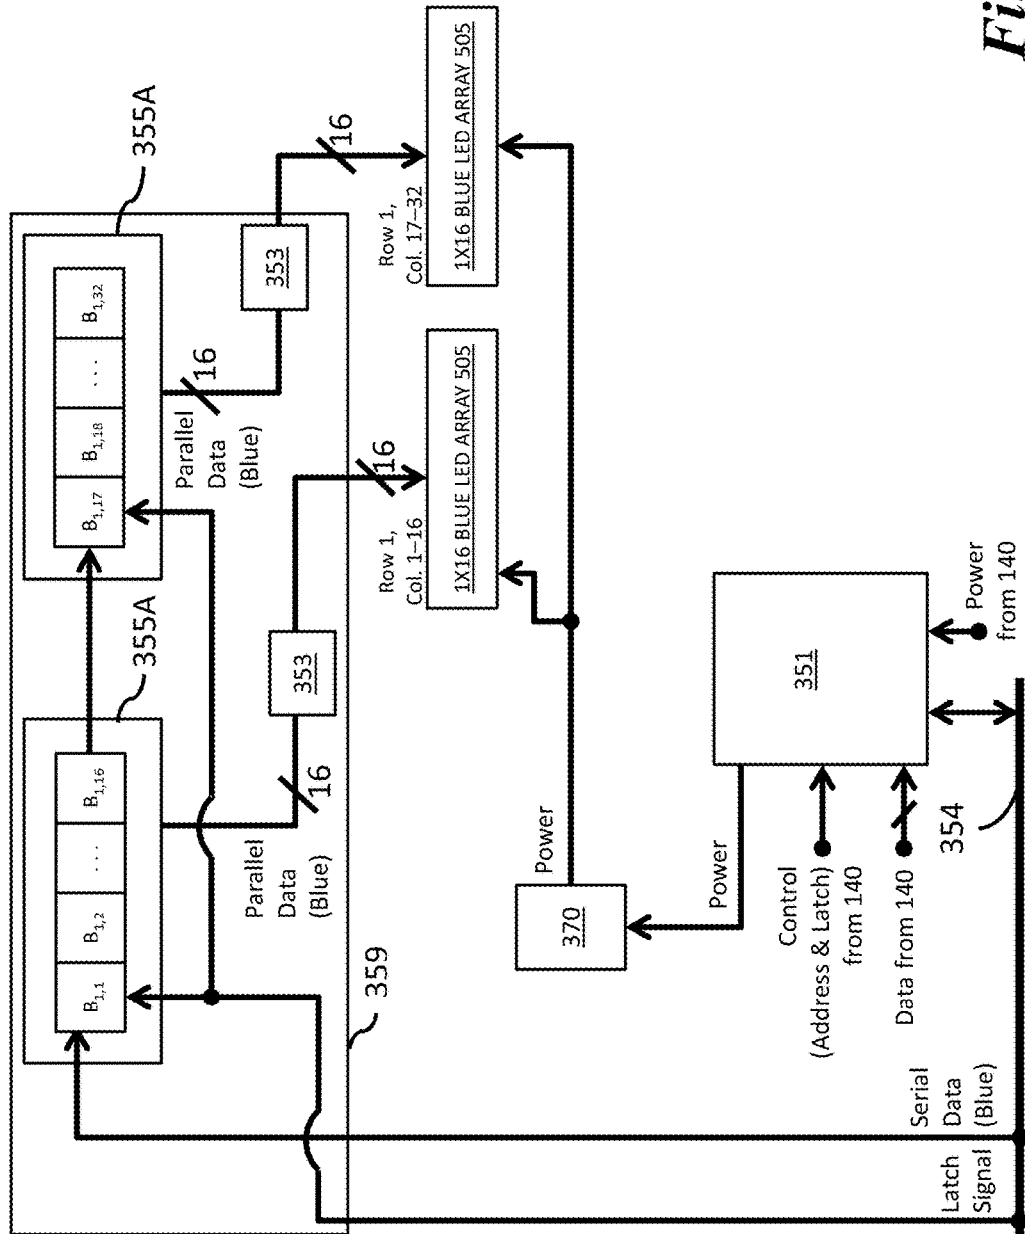 Fi
355A
B1,1
B1,2
...
B1,16
355A
B1,17
B1,18
...
B1,32
Parallel
Data
(Blue)
16
353
16
Parallel
Data
(Blue)
16
353
16
359
Row 1,
Col. 1–16
1X16 BLUE LED ARRAY 505
Row 1,
Col. 17–32
1X16 BLUE LED ARRAY 505
370
Power
Power
351
Control
(Address & Latch)
from 140
Data from 140
Power
from 140
354
Latch
Signal
Serial
Data
(Blue)